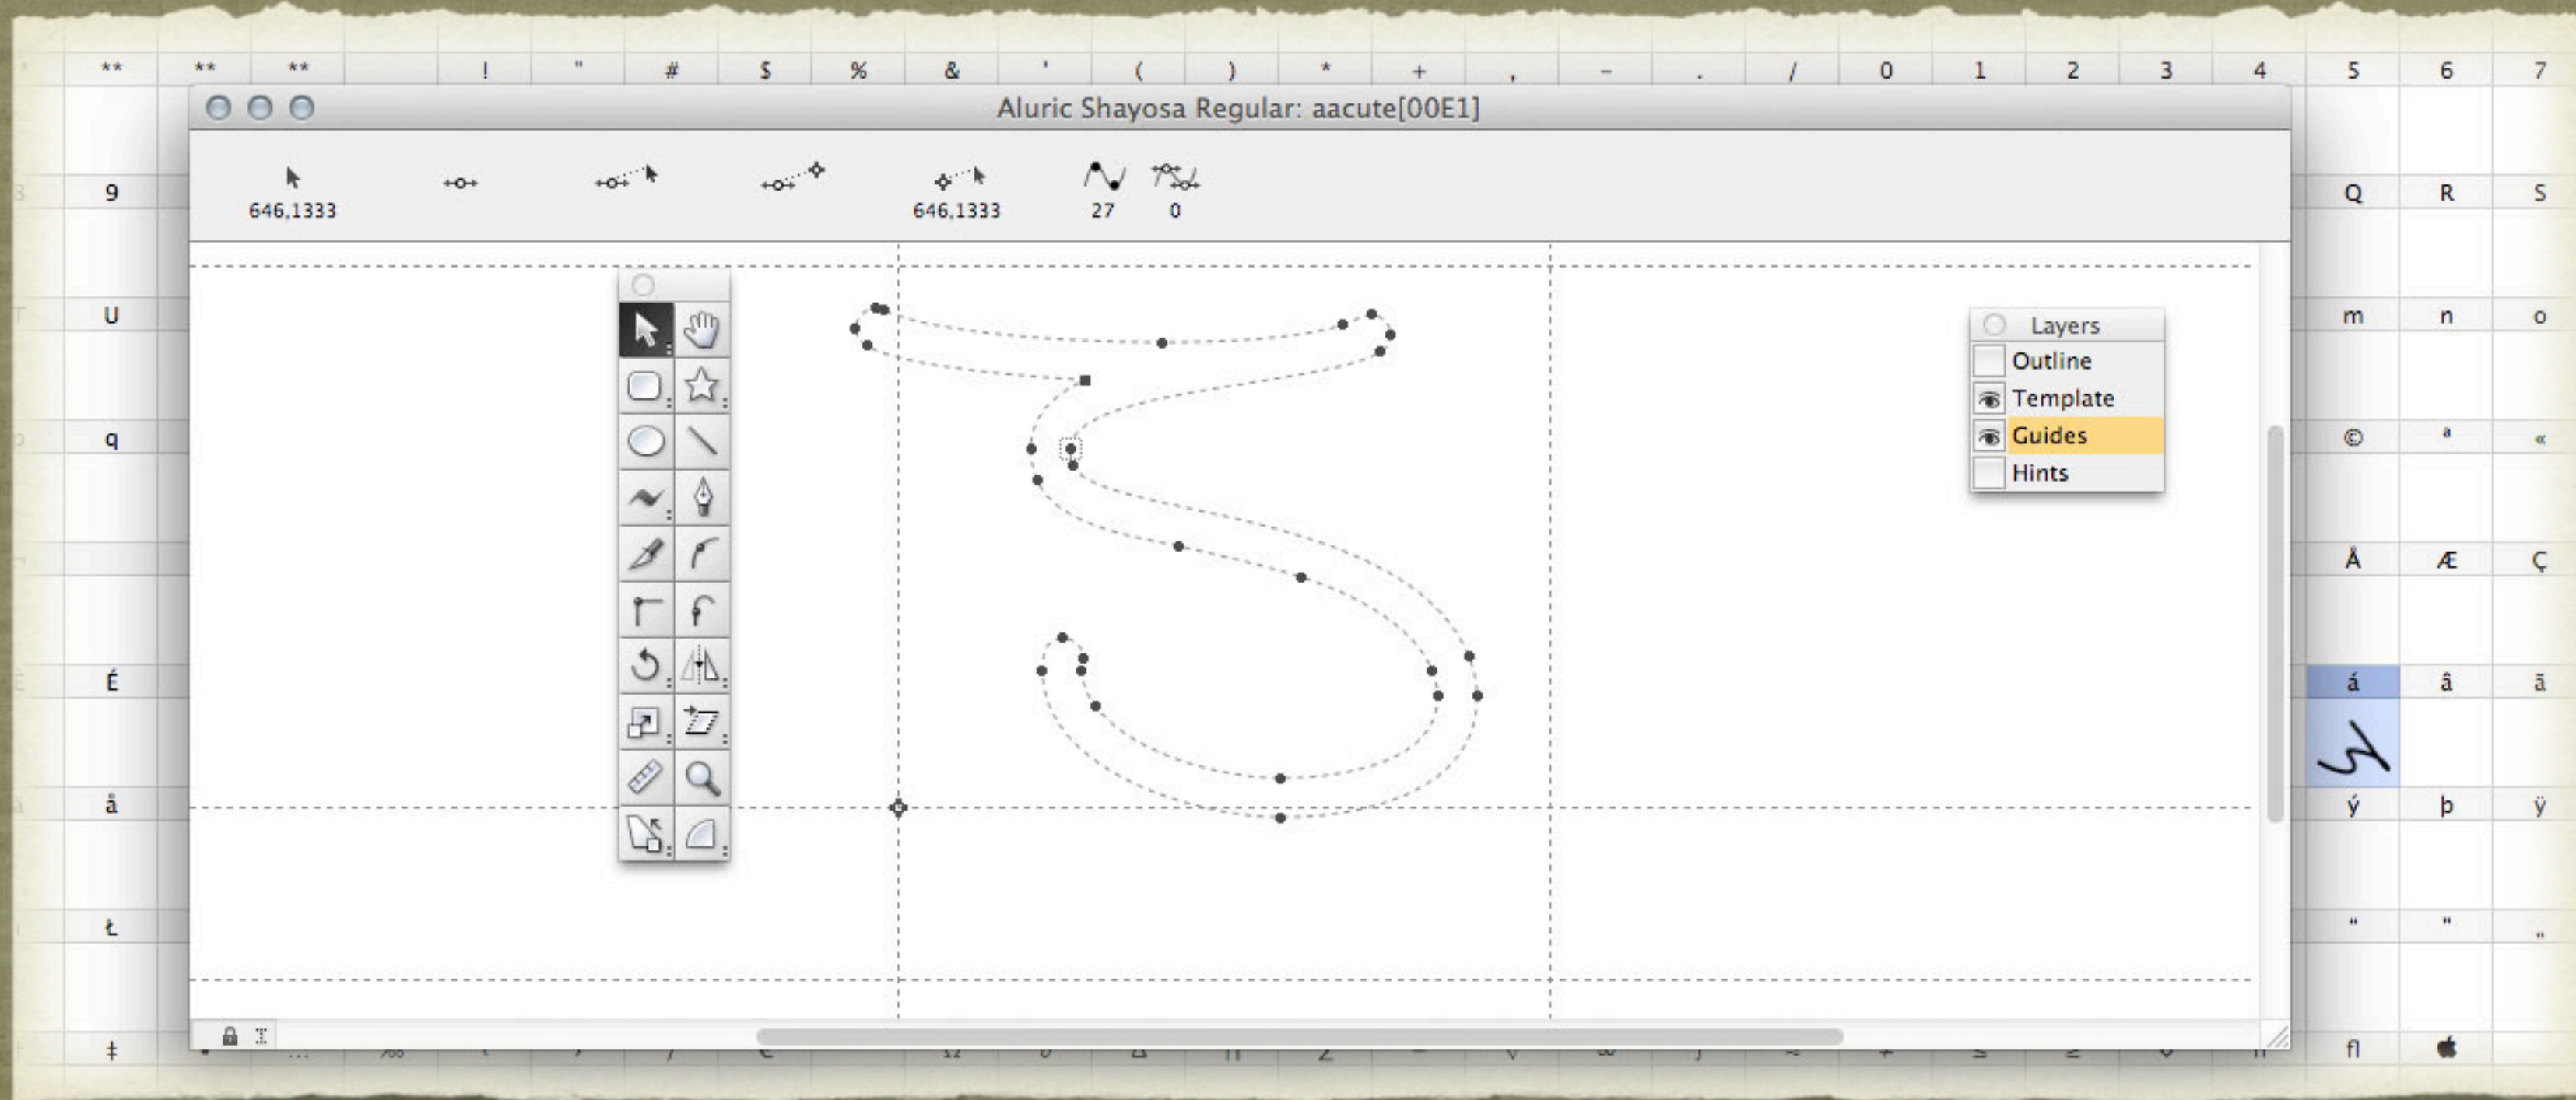 ** ** ** ! " # $ % & ' ( ) * + , – . / 0 1 2 3 4 5 6 7
Aluric Shayosa Regular: aacute[00E1]
9 Q R S
646,1333 646,1333 27 0
U m n o
Layers
Outline
Template
Guides
Hints
q © ª «
Å Æ Ç
É á â ã
å ý þ ÿ
Ł “ ” „
‡ ﬂ